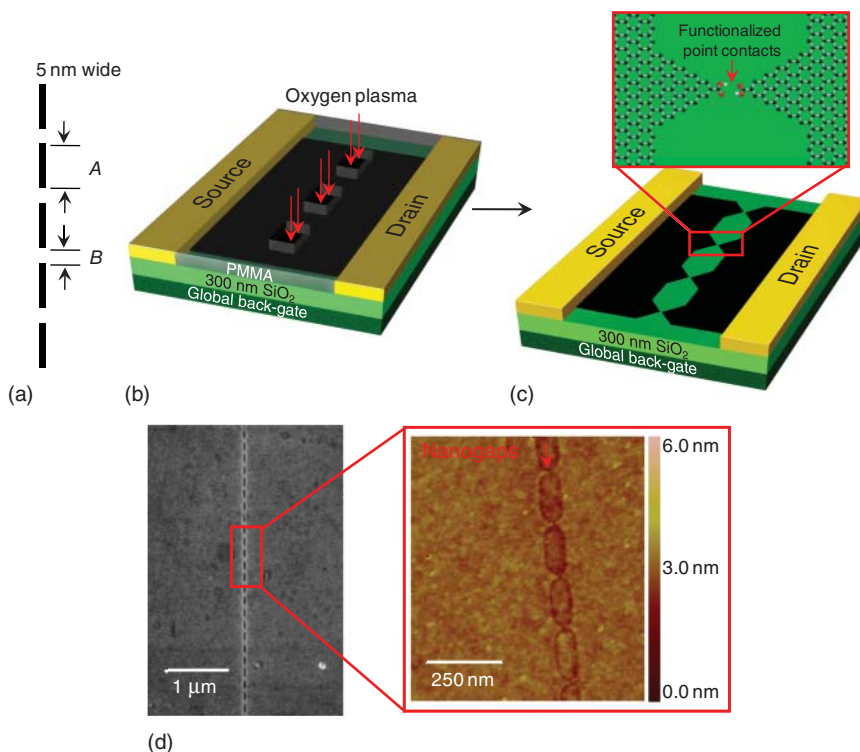 5 nm wide
A
B
(a)
Oxygen plasma
Source
Drain
PMMA
300 nm SiO₂
Global back-gate
(b)
Functionalized
point contacts
Source
Drain
300 nm SiO₂
Global back-gate
(c)
1 μm
Nanogaps
250 nm
6.0 nm
3.0 nm
0.0 nm
(d)